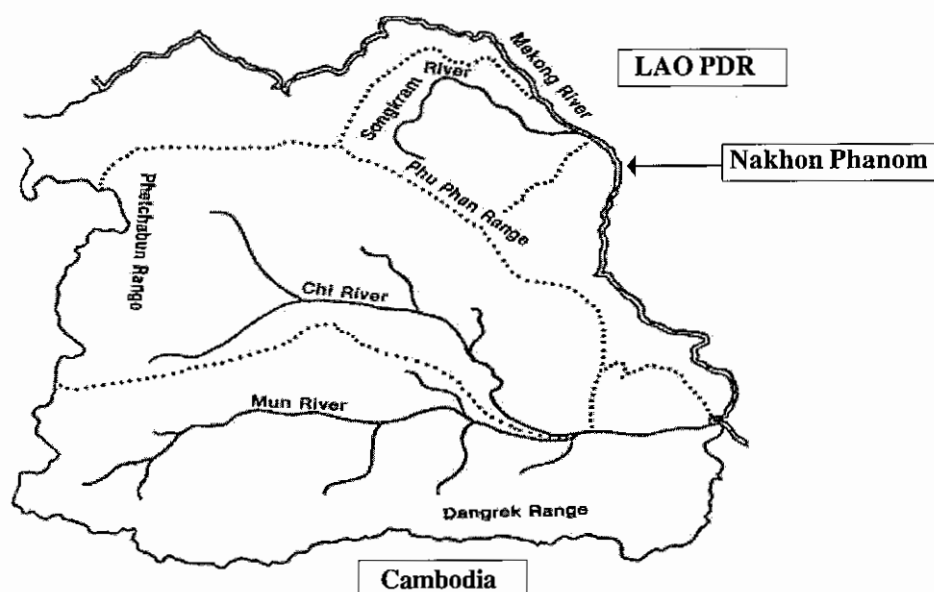 Mekong River
LAO PDR
Songkram River
Nakhon Phanom
Phu Phan Range
Phetchabun Rango
Chi River
Mun River
Dangrek Range
Cambodia